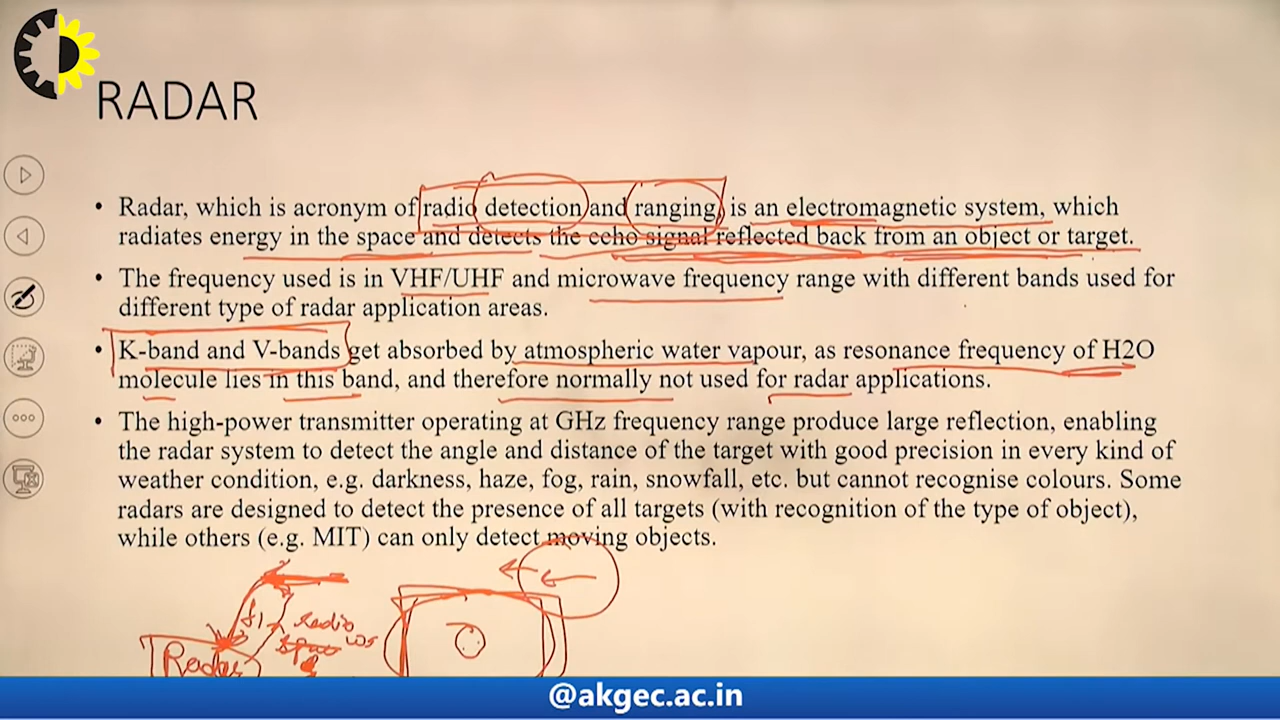 RADAR
• Radar, which is acronym of radio detection and ranging, is an electromagnetic system, which
radiates energy in the space and detects the echo signal reflected back from an object or target.
• The frequency used is in VHF/UHF and microwave frequency range with different bands used for
different type of radar application areas.
• K-band and V-bands get absorbed by atmospheric water vapour, as resonance frequency of H2O
molecule lies in this band, and therefore normally not used for radar applications.
• The high-power transmitter operating at GHz frequency range produce large reflection, enabling
the radar system to detect the angle and distance of the target with good precision in every kind of
weather condition, e.g. darkness, haze, fog, rain, snowfall, etc. but cannot recognise colours. Some
radars are designed to detect the presence of all targets (with recognition of the type of object),
while others (e.g. MIT) can only detect moving objects.
Radio
Radar
@akgec.ac.in